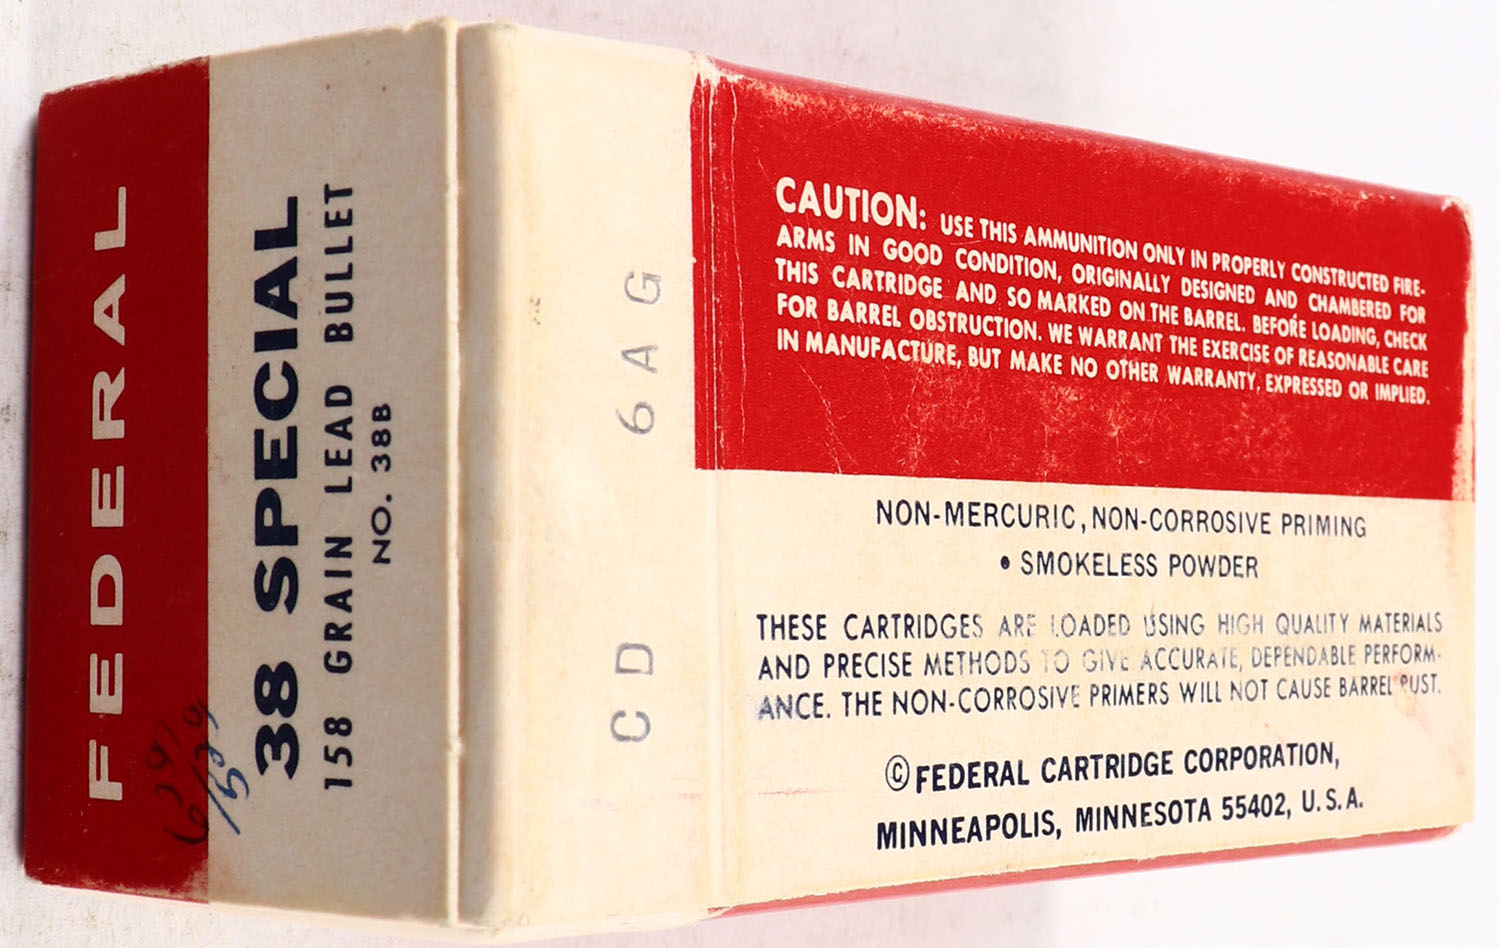 FEDERAL
38 SPECIAL
158 GRAIN LEAD BULLET
NO. 38B
CD 6AG
CAUTION: USE THIS AMMUNITION ONLY IN PROPERLY CONSTRUCTED FIRE-
ARMS IN GOOD CONDITION, ORIGINALLY DESIGNED AND CHAMBERED FOR
THIS CARTRIDGE AND SO MARKED ON THE BARREL. BEFORE LOADING, CHECK
FOR BARREL OBSTRUCTION. WE WARRANT THE EXERCISE OF REASONABLE CARE
IN MANUFACTURE, BUT MAKE NO OTHER WARRANTY, EXPRESSED OR IMPLIED.
NON-MERCURIC, NON-CORROSIVE PRIMING
• SMOKELESS POWDER
THESE CARTRIDGES ARE LOADED USING HIGH QUALITY MATERIALS
AND PRECISE METHODS TO GIVE ACCURATE, DEPENDABLE PERFORM-
ANCE. THE NON-CORROSIVE PRIMERS WILL NOT CAUSE BARREL RUST.
© FEDERAL CARTRIDGE CORPORATION,
MINNEAPOLIS, MINNESOTA 55402, U.S.A.